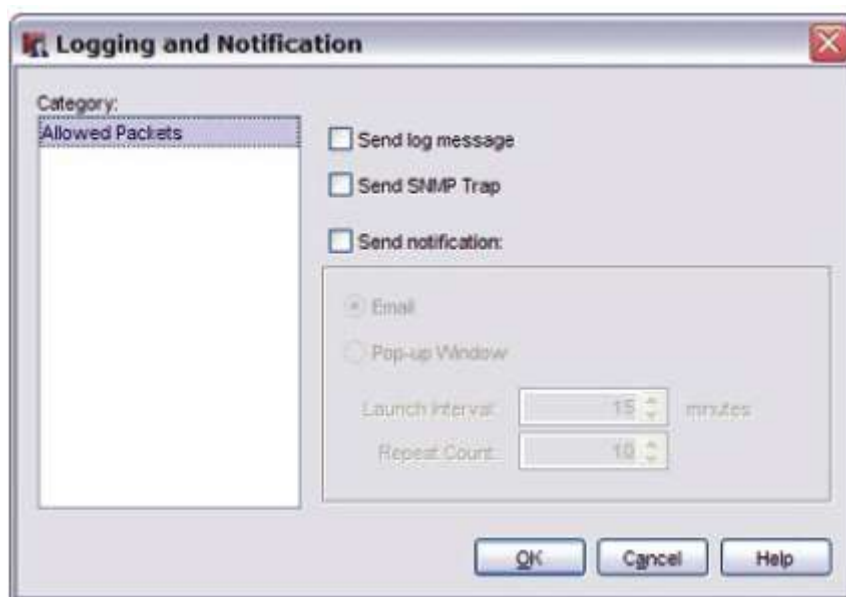 Logging and Notification
Category:
Allowed Packets
Send log message
Send SNMP Trap
Send notification:
Email
Pop-up Window
Launch Interval: 15 minutes
Repeat Count: 10
OK Cancel Help